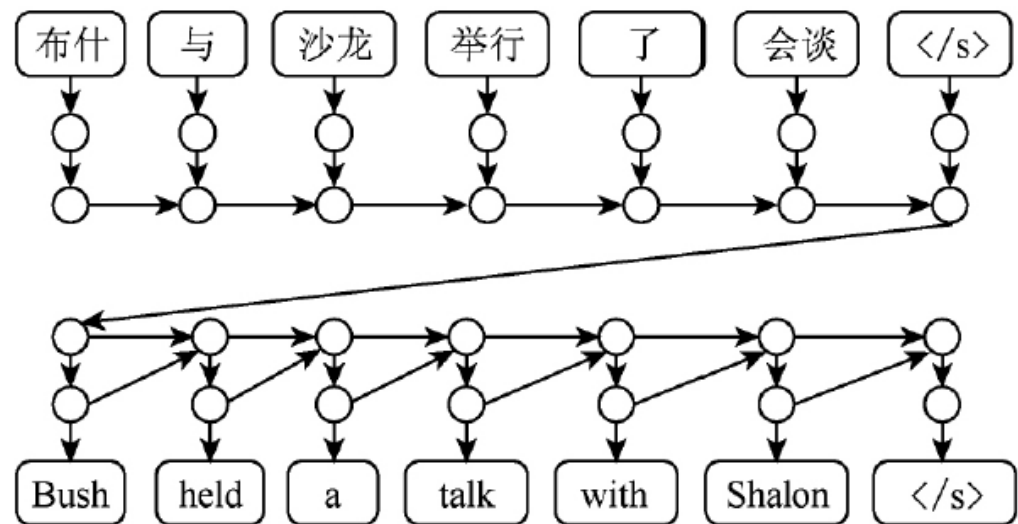 布什 与 沙龙 举行 了 会谈 </s>
Bush held a talk with Shalon </s>